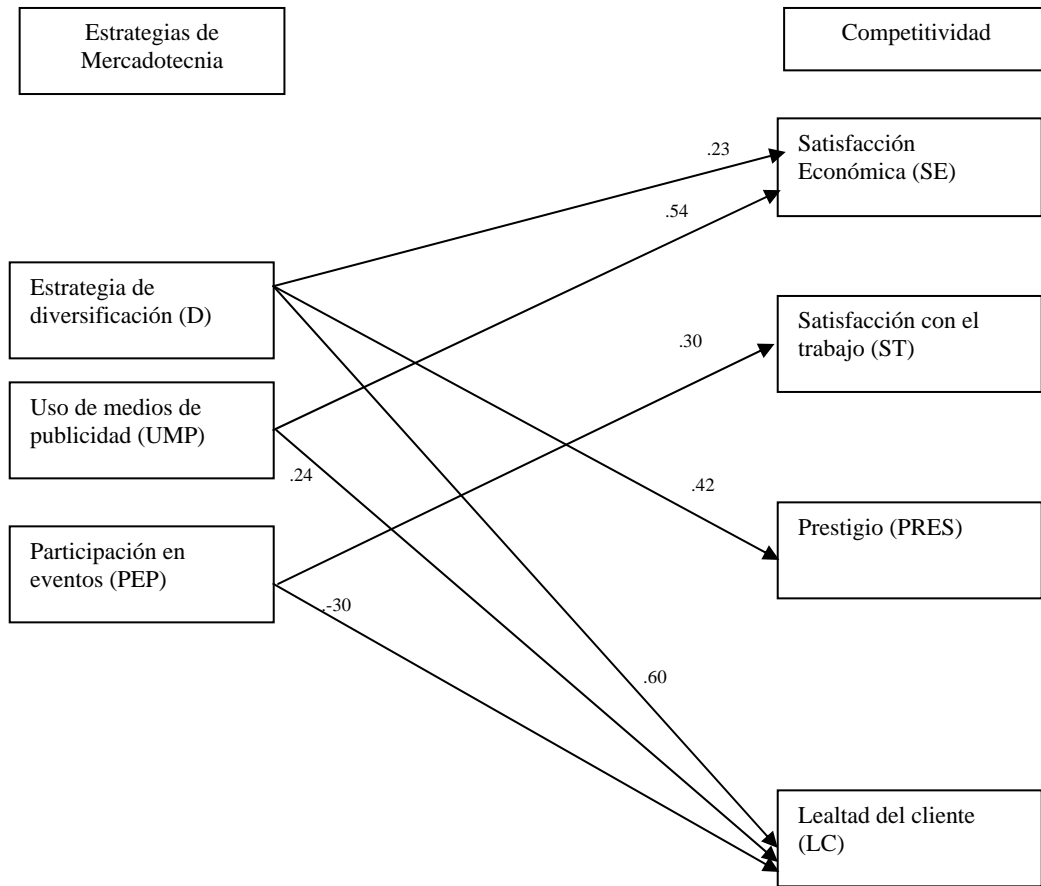 Estrategias de
Mercadotecnia
Competitividad
Satisfacción
Económica (SE)
.23
.54
Estrategia de
diversificación (D)
Satisfacción con el
trabajo (ST)
.30
Uso de medios de
publicidad (UMP)
.24
.42
Prestigio (PRES)
Participación en
eventos (PEP)
.-30
.60
Lealtad del cliente
(LC)